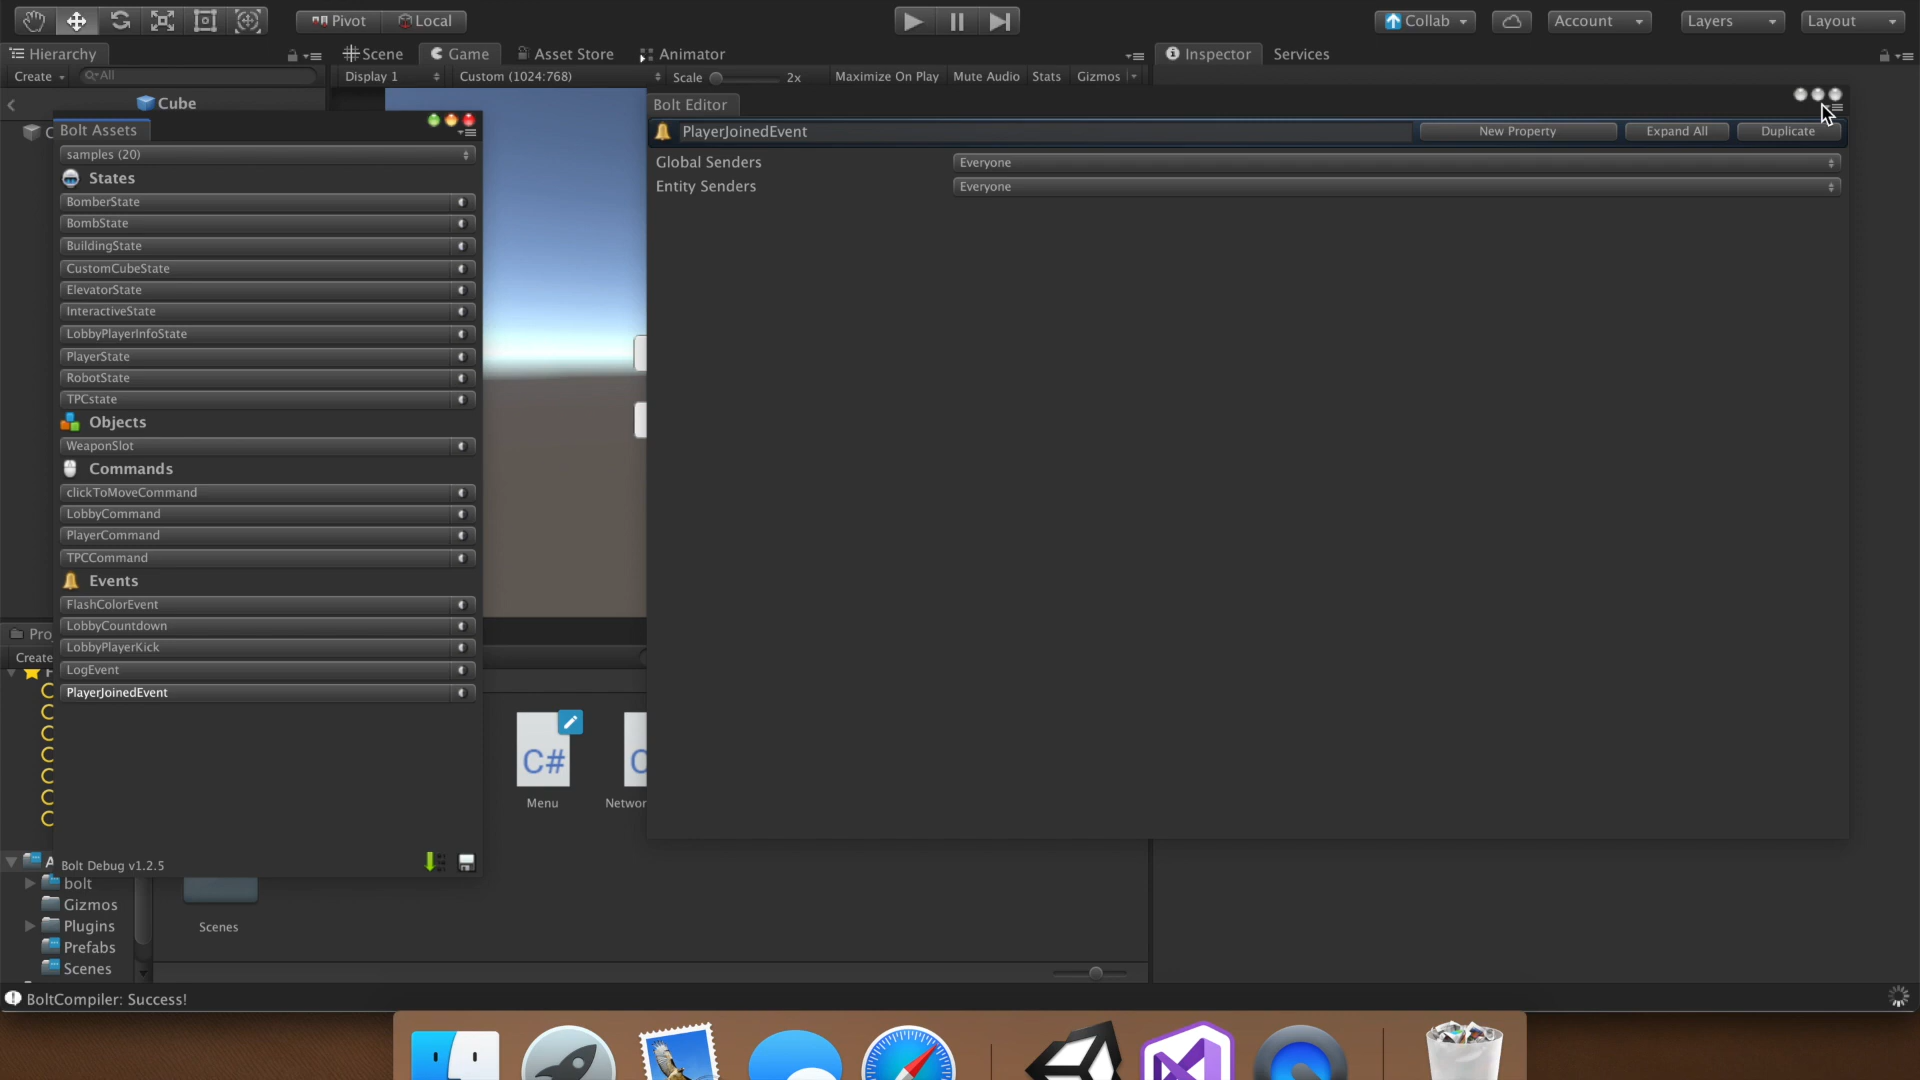 Pivot
Local
Collab
Account
Layers
Layout
Hierarchy
Scene
Game
Asset Store
Animator
Inspector
Services
Create
All
Display 1
Custom (1024:768)
Scale
2x
Maximize On Play
Mute Audio
Stats
Gizmos
Cube
Bolt Assets
samples (20)
States
BomberState
BombState
BuildingState
CustomCubeState
ElevatorState
InteractiveState
LobbyPlayerInfoState
PlayerState
RobotState
TPCstate
Objects
WeaponSlot
Commands
clickToMoveCommand
LobbyCommand
PlayerCommand
TPCCommand
Events
FlashColorEvent
LobbyCountdown
LobbyPlayerKick
LogEvent
PlayerJoinedEvent
Bolt Debug v1.2.5
Bolt Editor
PlayerJoinedEvent
New Property
Expand All
Duplicate
Global Senders
Everyone
Entity Senders
Everyone
Create
C#
Menu
Networ
bolt
Gizmos
Plugins
Prefabs
Scenes
Scenes
BoltCompiler: Success!